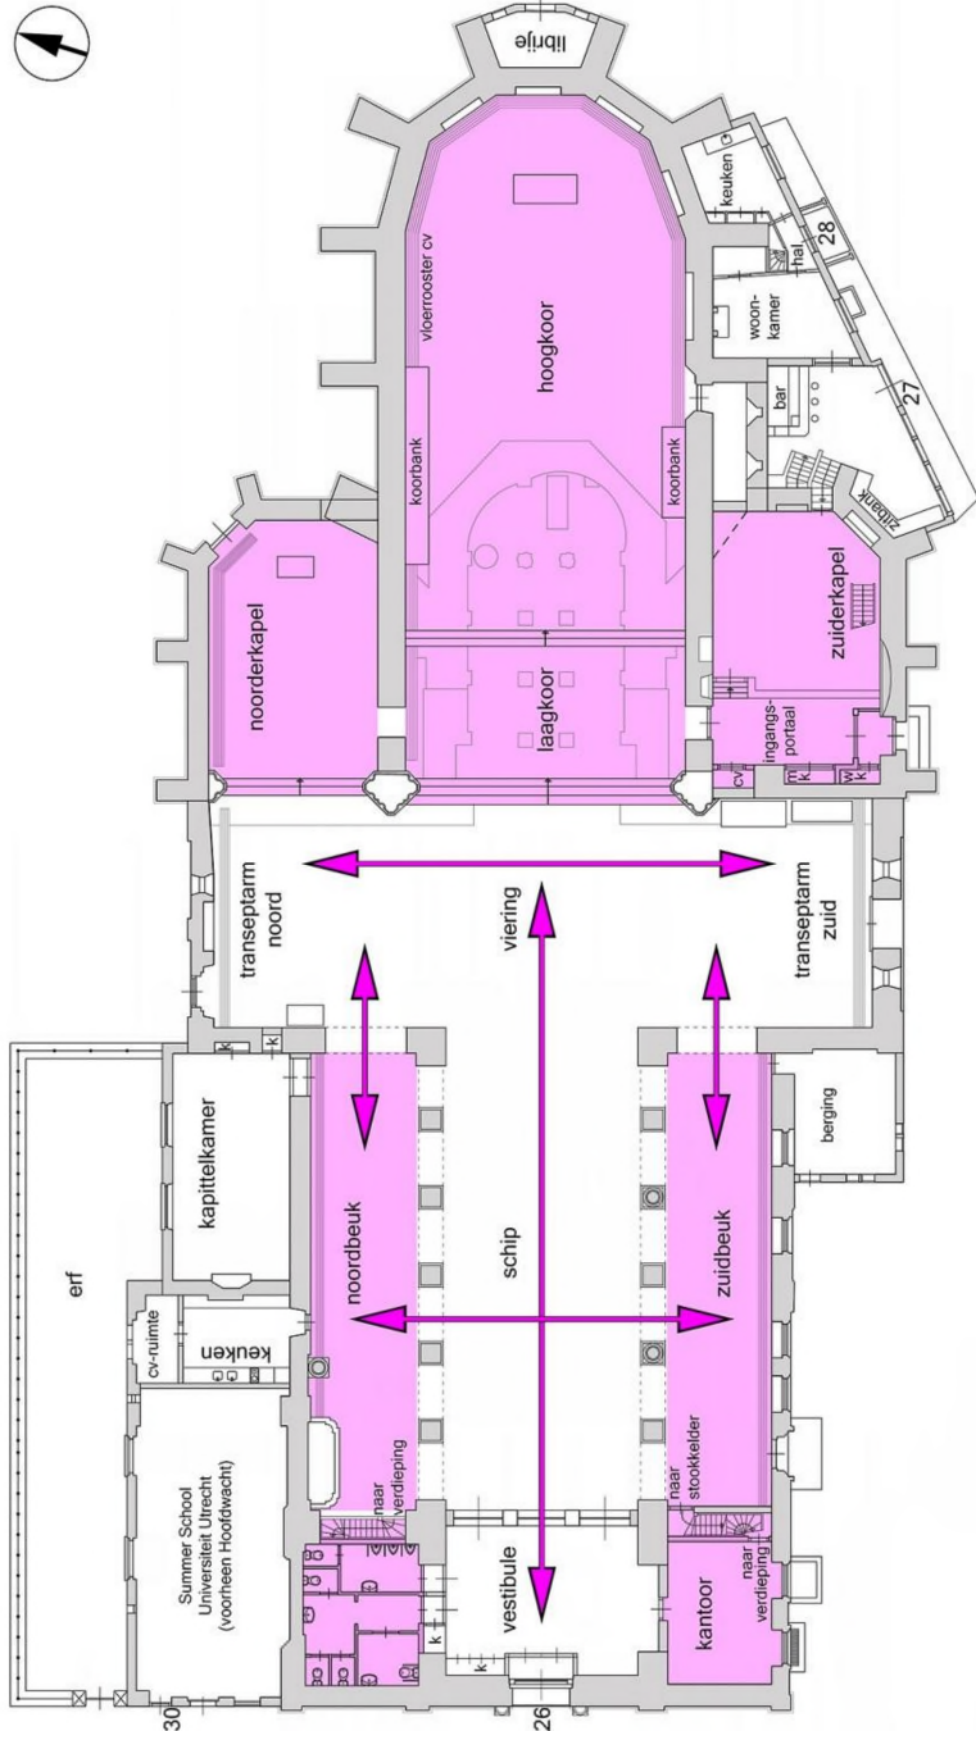 librije
keuken
hal
28
woon-
kamer
27
bar
zitbank
vloerrooster cv
hoogkoor
koorbank
koorbank
laagkoor
noorderkapel
zuiderkapel
ingangs-
portaal
cv
m
k
w
k
transeptarm
noord
viering
transeptarm
zuid
k
k
kapittelkamer
erf
cv-ruimte
keuken
noordbeuk
schip
zuidbeuk
berging
Summer School
Universiteit Utrecht
(voorheen Hoofdwacht)
naar
verdieping
naar
stookkelder
vestibule
k
k
kantoor
naar
verdieping
30
26